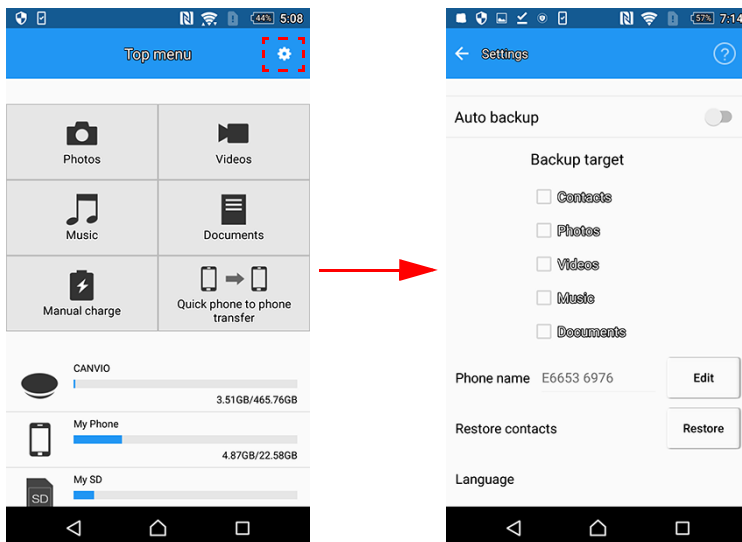 44% 5:08
Top menu
Photos
Videos
Music
Documents
Manual charge
Quick phone to phone
transfer
CANVIO
3.51GB/465.76GB
My Phone
4.87GB/22.58GB
My SD
SD
57% 7:14
Settings
?
Auto backup
Backup target
Contacts
Photos
Videos
Music
Documents
Phone name E6653 6976 Edit
Restore contacts Restore
Language